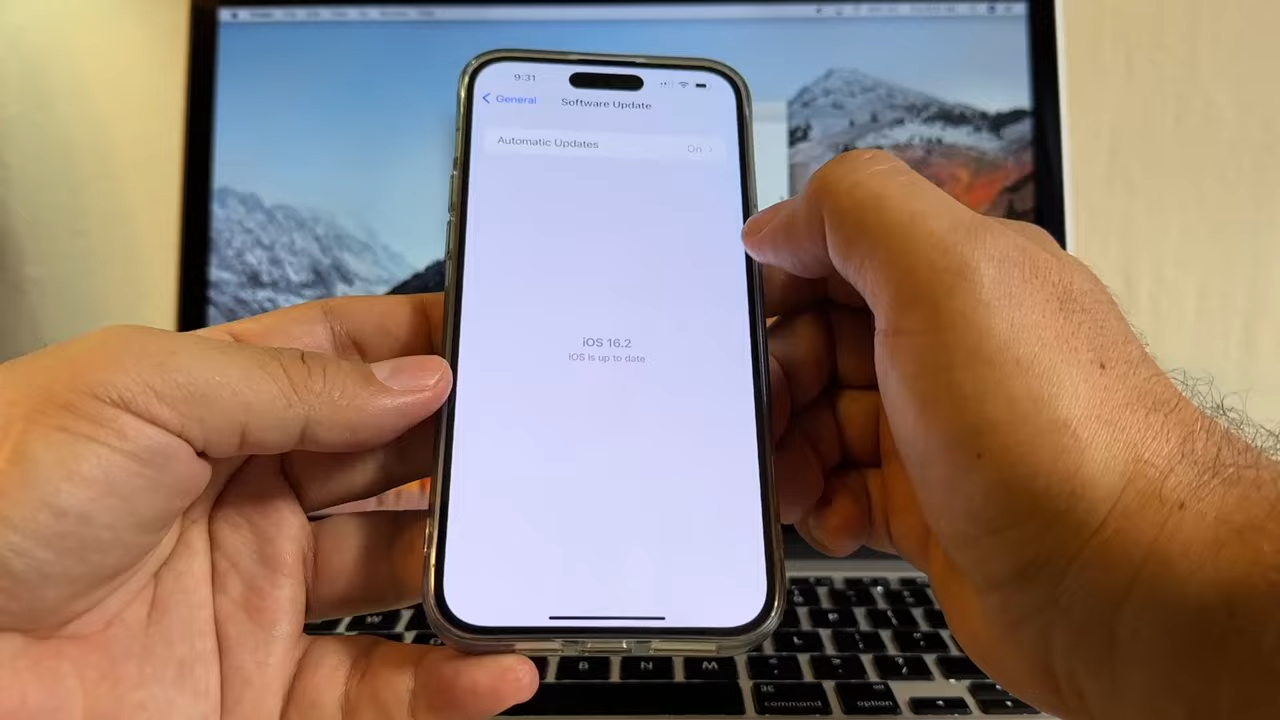 9:31
General
Software Update
Automatic Updates
On
iOS 16.2
iOS is up to date
W
B
N
M
L
P
command
option